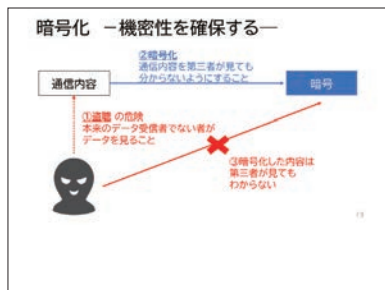 暗号化 －機密性を確保する―
②暗号化
通信内容を第三者が見ても
分からないようにすること
通信内容
暗号
①盗聴 の危険
本来のデータ受信者でない者が
データを見ること
③暗号化した内容は
第三者が見ても
わからない